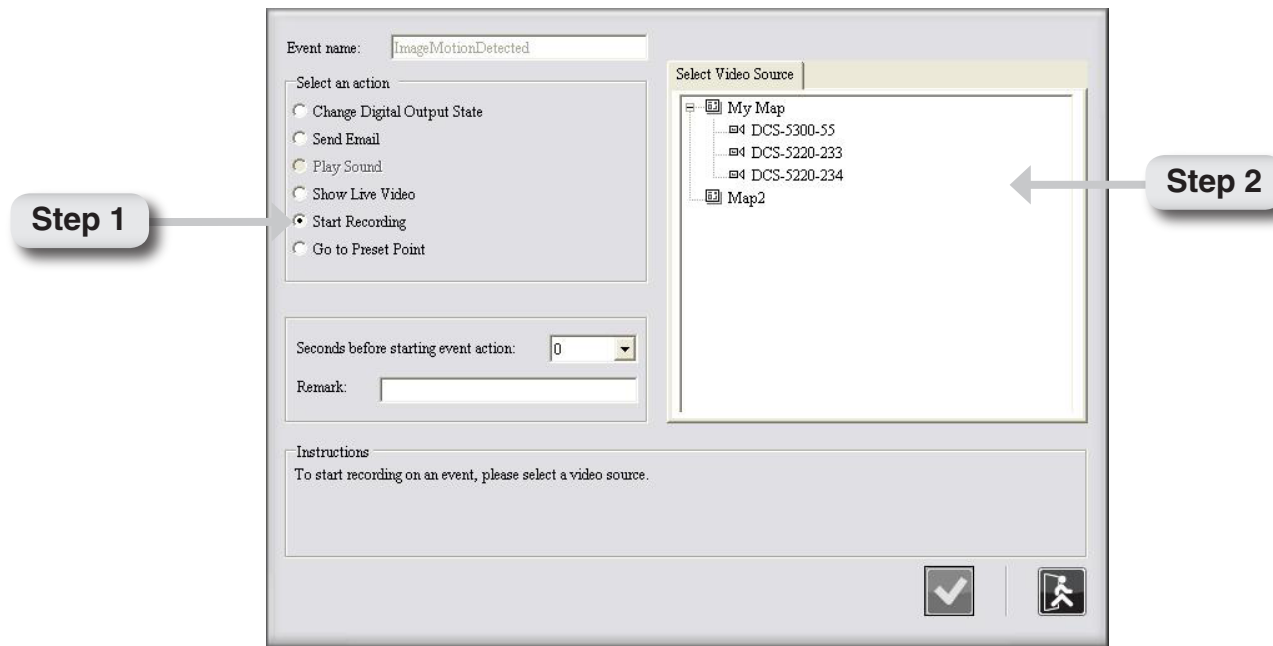 Event name: ImageMotionDetected
Select an action
Change Digital Output State
Send Email
Play Sound
Show Live Video
Start Recording
Go to Preset Point
Step 1
Seconds before starting event action: 0
Remark:
Select Video Source
My Map
DCS-5300-55
DCS-5220-233
DCS-5220-234
Map2
Step 2
Instructions
To start recording on an event, please select a video source.